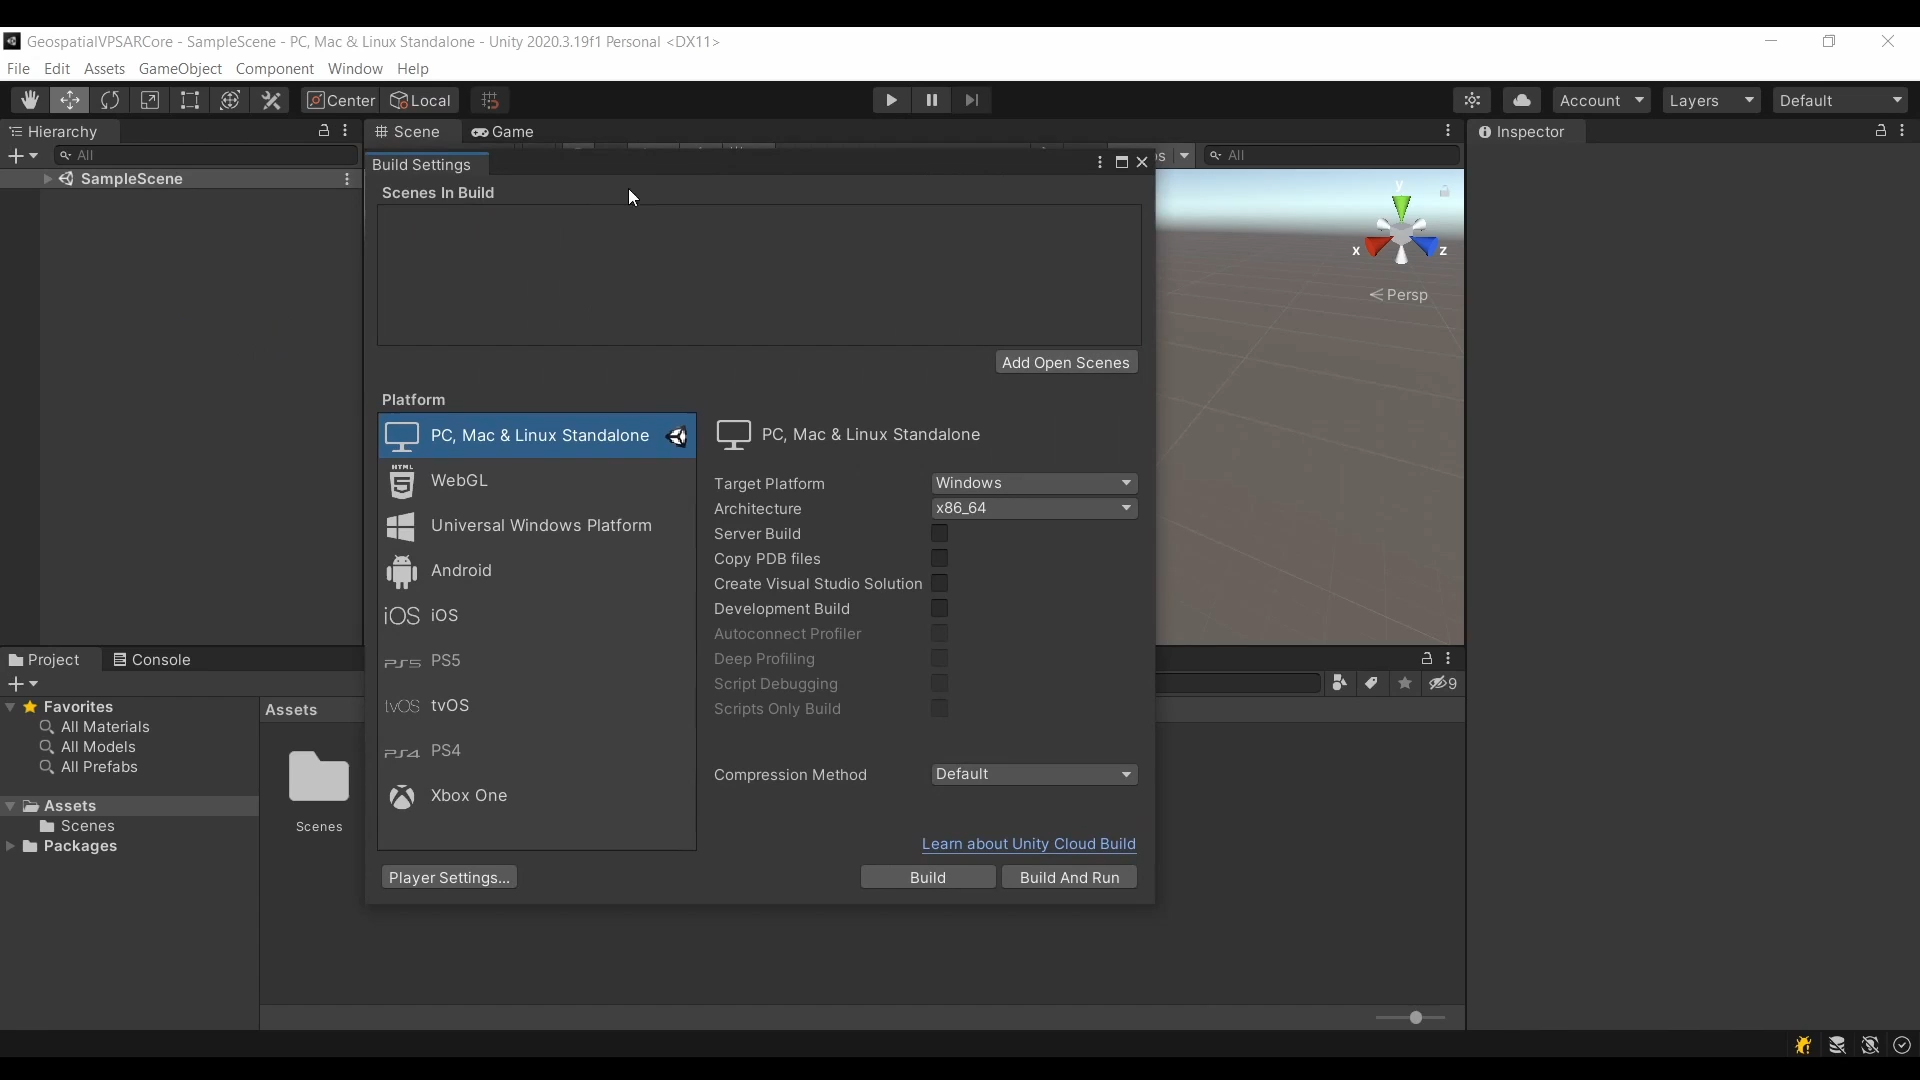 GeospatialVPSARCore - SampleScene - PC, Mac & Linux Standalone - Unity 2020.3.19f1 Personal <DX11>
File Edit Assets GameObject Component Window Help
Center Local Account Layers Default
Hierarchy
Scene Game
Inspector
All
All
SampleScene
Build Settings
Scenes In Build
Add Open Scenes
y
x
z
Persp
Platform
PC, Mac & Linux Standalone
HTML
5
WebGL
Universal Windows Platform
Android
iOS iOS
PS5 PS5
tvOS tvOS
PS4 PS4
Xbox One
PC, Mac & Linux Standalone
Target Platform Windows
Architecture x86_64
Server Build
Copy PDB files
Create Visual Studio Solution
Development Build
Autoconnect Profiler
Deep Profiling
Script Debugging
Scripts Only Build
Compression Method Default
Learn about Unity Cloud Build
Player Settings... Build Build And Run
Project Console
9
Favorites
All Materials
All Models
All Prefabs
Assets
Scenes
Packages
Assets
Scenes